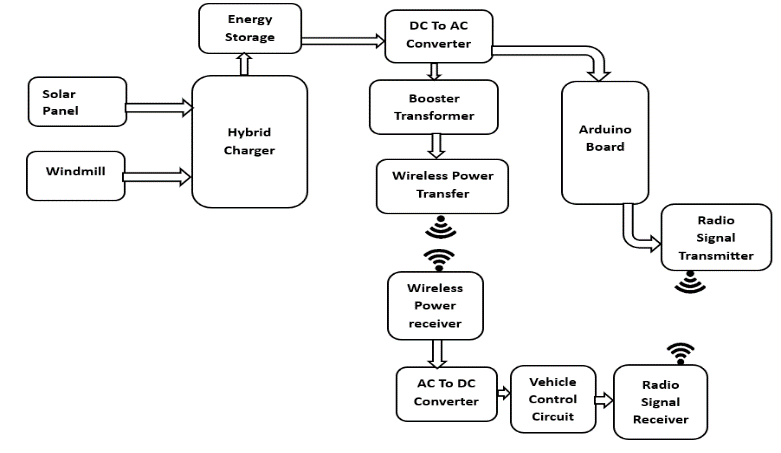 Energy
Storage
DC To AC
Converter
Solar
Panel
Hybrid
Charger
Booster
Transformer
Arduino
Board
Windmill
Wireless Power
Transfer
Radio
Signal
Transmitter
Wireless
Power
receiver
AC To DC
Converter
Vehicle
Control
Circuit
Radio
Signal
Receiver